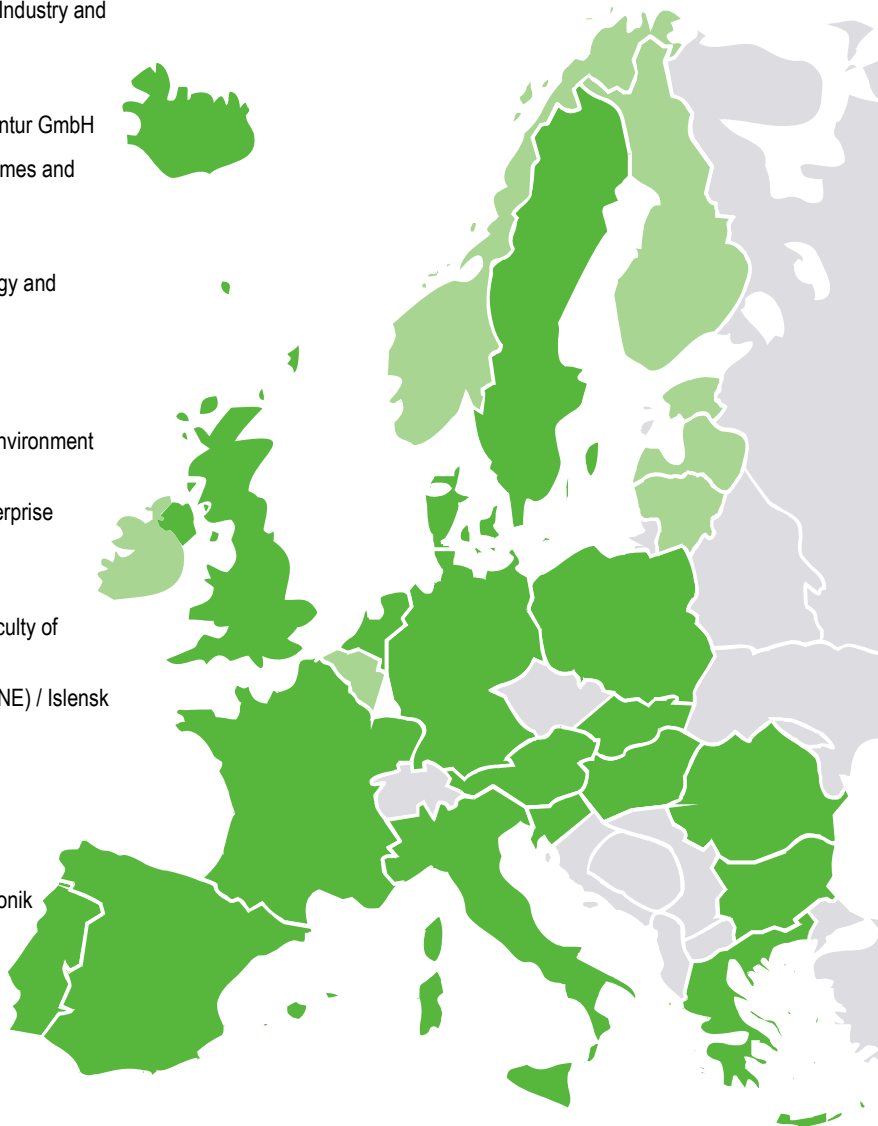 Industry and
ntur GmbH
mes and
gy and
nvironment
erprise
culty of
NE) / Islensk
onik